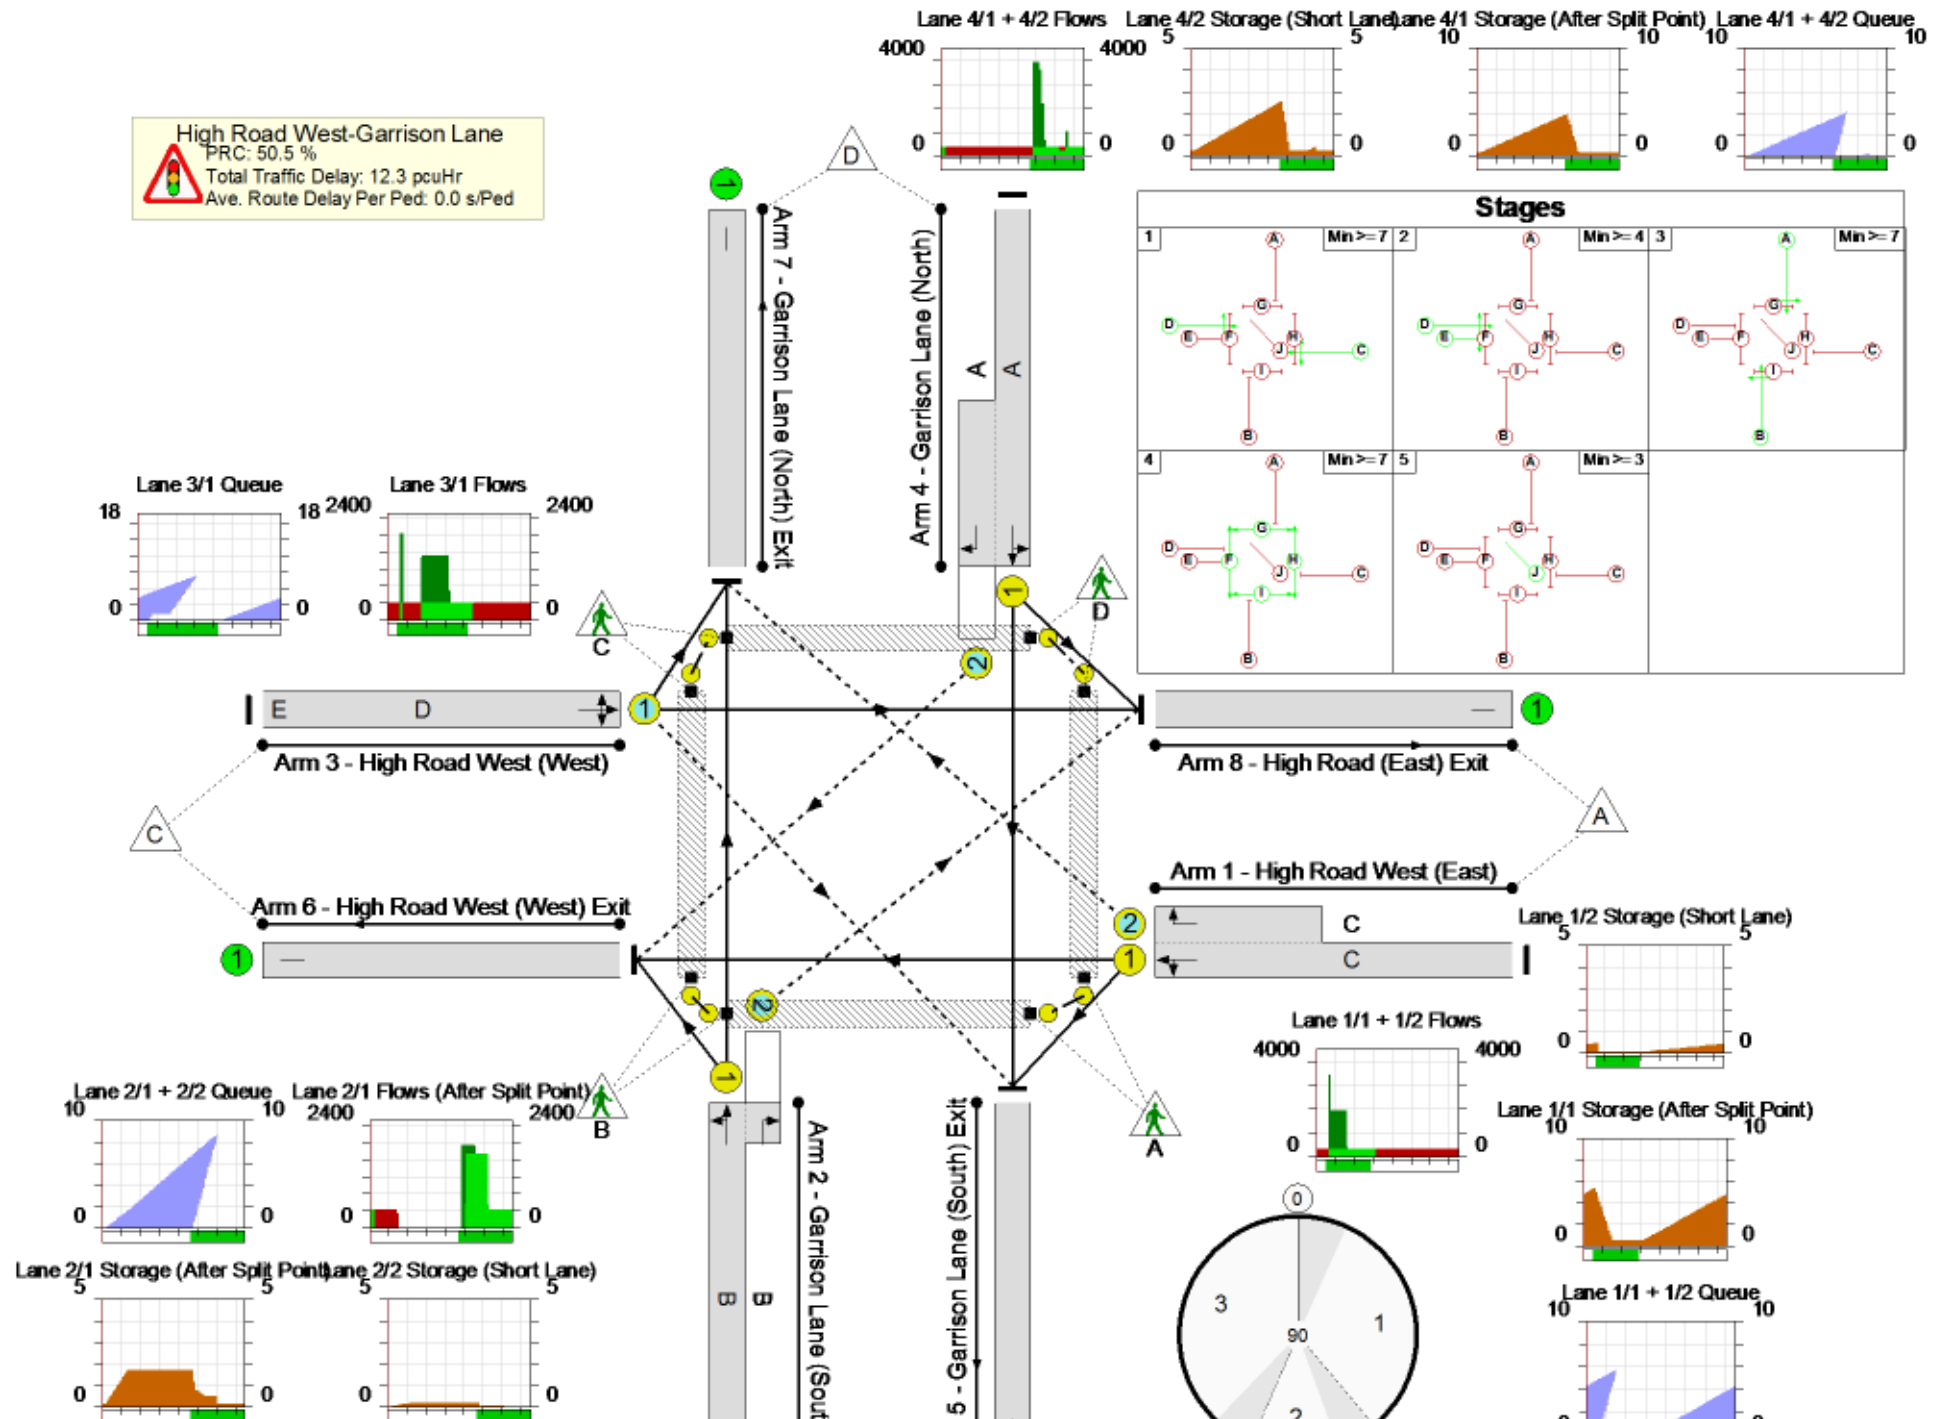 Lane 4/1 + 4/2 Flows
4000
4000
0
0
Lane 4/2 Storage (Short Lane)
5
5
0
0
Lane 4/1 Storage (After Split Point)
10
10
0
0
Lane 4/1 + 4/2 Queue
10
10
0
0
High Road West-Garrison Lane
PRC: 50.5 %
Total Traffic Delay: 12.3 pcuHr
Ave. Route Delay Per Ped: 0.0 s/Ped
D
1
Arm 7 - Garrison Lane (North) Exit
Arm 4 - Garrison Lane (North)
A
A
Stages
1
Min >= 7
A
G
D
E
F
H
J
C
I
B
2
Min >= 4
A
G
D
E
F
H
J
C
I
B
3
Min >= 7
A
G
D
E
F
H
J
C
I
B
4
Min >= 7
A
G
D
E
F
H
J
C
I
B
5
Min >= 3
A
G
D
E
F
H
J
C
I
B
Lane 3/1 Queue
18
18
0
0
Lane 3/1 Flows
2400
2400
0
0
C
D
1
2
E
D
1
Arm 3 - High Road West (West)
1
Arm 8 - High Road (East) Exit
C
A
Arm 6 - High Road West (West) Exit
1
Arm 1 - High Road West (East)
2
C
1
C
Lane 1/2 Storage (Short Lane)
5
5
0
0
2
1
Lane 1/1 + 1/2 Flows
4000
4000
0
0
Lane 2/1 + 2/2 Queue
10
10
0
0
Lane 2/1 Flows (After Split Point)
2400
2400
0
0
B
A
Lane 1/1 Storage (After Split Point)
10
10
0
0
Arm 2 - Garrison Lane (Sout
B
B
5 - Garrison Lane (South) Exit
Lane 2/1 Storage (After Split Point)
5
5
0
0
Lane 2/2 Storage (Short Lane)
5
5
0
0
0
3
1
90
2
Lane 1/1 + 1/2 Queue
10
10